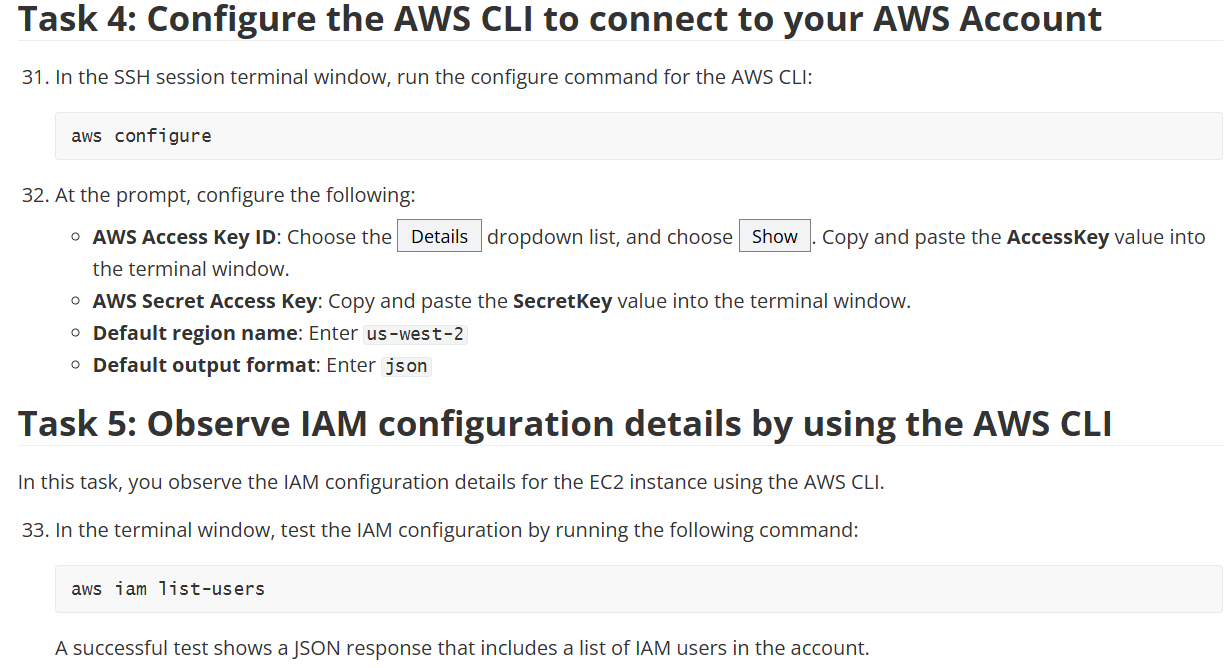 Task 4: Configure the AWS CLI to connect to your AWS Account
31. In the SSH session terminal window, run the configure command for the AWS CLI:
aws configure
32. At the prompt, configure the following:
AWS Access Key ID: Choose the Details dropdown list, and choose Show. Copy and paste the AccessKey value into
the terminal window.
AWS Secret Access Key: Copy and paste the SecretKey value into the terminal window.
Default region name: Enter us-west-2
Default output format: Enter json
Task 5: Observe IAM configuration details by using the AWS CLI
In this task, you observe the IAM configuration details for the EC2 instance using the AWS CLI.
33. In the terminal window, test the IAM configuration by running the following command:
aws iam list-users
A successful test shows a JSON response that includes a list of IAM users in the account.